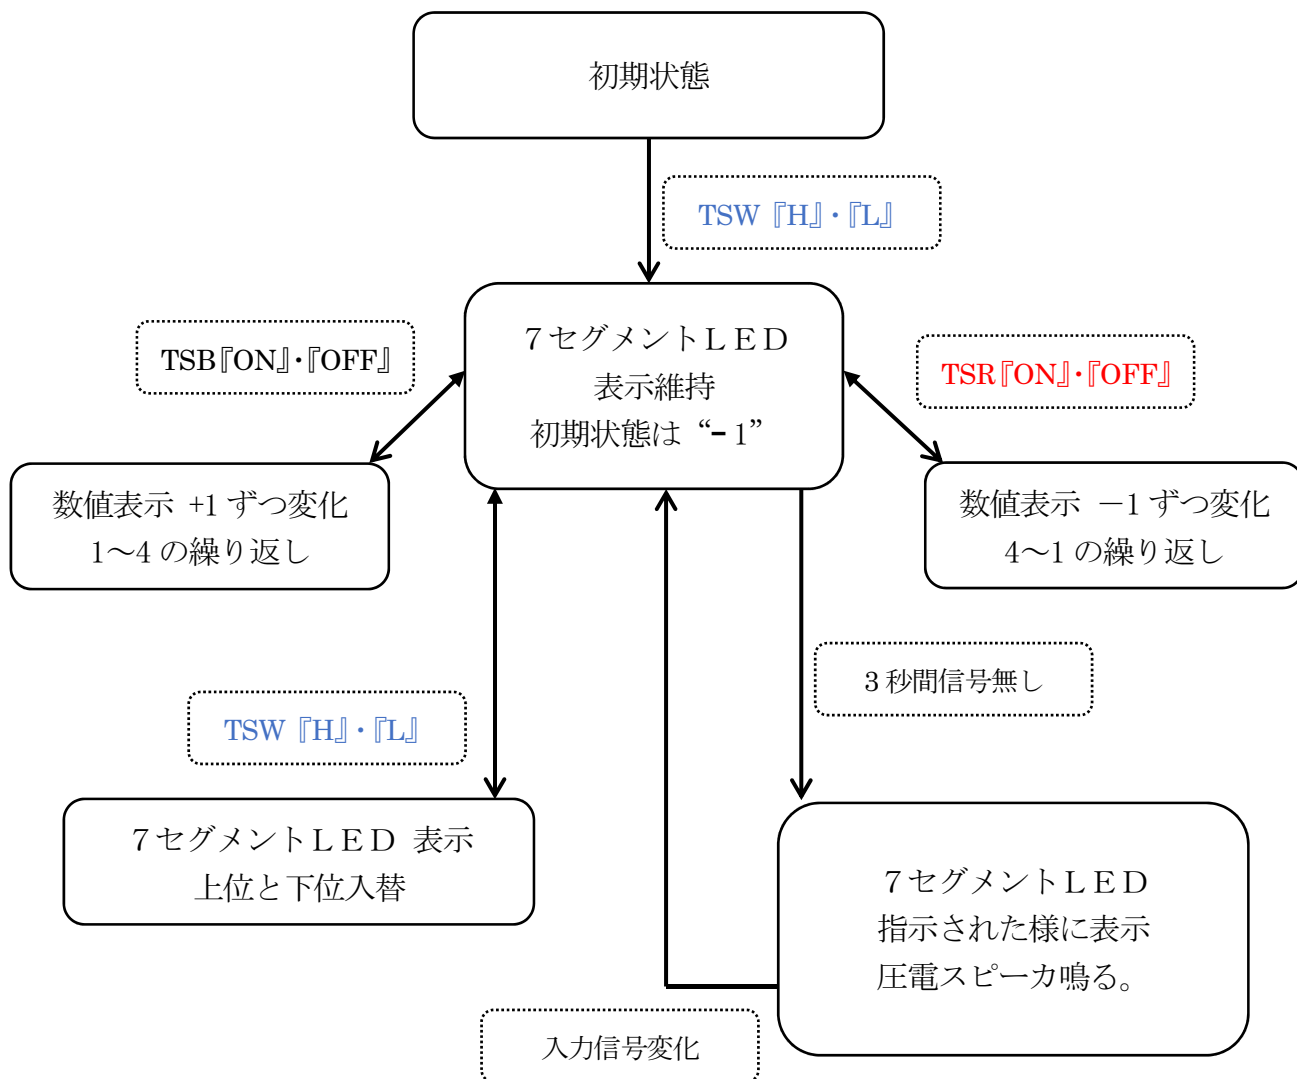 初期状態
TSW『H』・『L』
7セグメントLED
表示維持
初期状態は“-1”
TSB『ON』・『OFF』
TSR『ON』・『OFF』
数値表示 +1ずつ変化
1～4の繰り返し
数値表示 －1ずつ変化
4～1の繰り返し
3秒間信号無し
TSW『H』・『L』
7セグメントLED 表示
上位と下位入替
7セグメントLED
指示された様に表示
圧電スピーカ鳴る。
入力信号変化